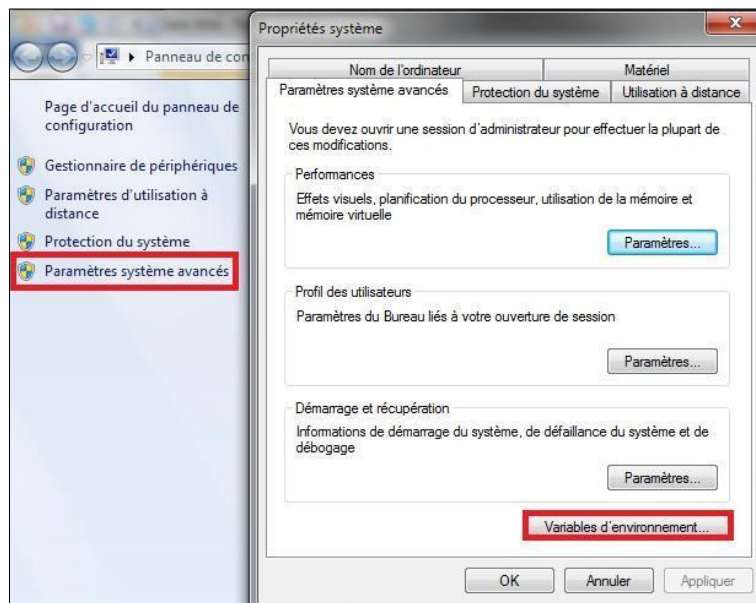 Propriétés système
Panneau de con
Page d'accueil du panneau de
configuration
Gestionnaire de périphériques
Paramètres d'utilisation à
distance
Protection du système
Paramètres système avancés
Nom de l'ordinateur
Matériel
Paramètres système avancés
Protection du système
Utilisation à distance
Vous devez ouvrir une session d'administrateur pour effectuer la plupart de
ces modifications.
Performances
Effets visuels, planification du processeur, utilisation de la mémoire et
mémoire virtuelle
Paramètres...
Profil des utilisateurs
Paramètres du Bureau liés à votre ouverture de session
Paramètres...
Démarrage et récupération
Informations de démarrage du système, de défaillance du système et de
débogage
Paramètres...
Variables d'environnement...
OK
Annuler
Appliquer